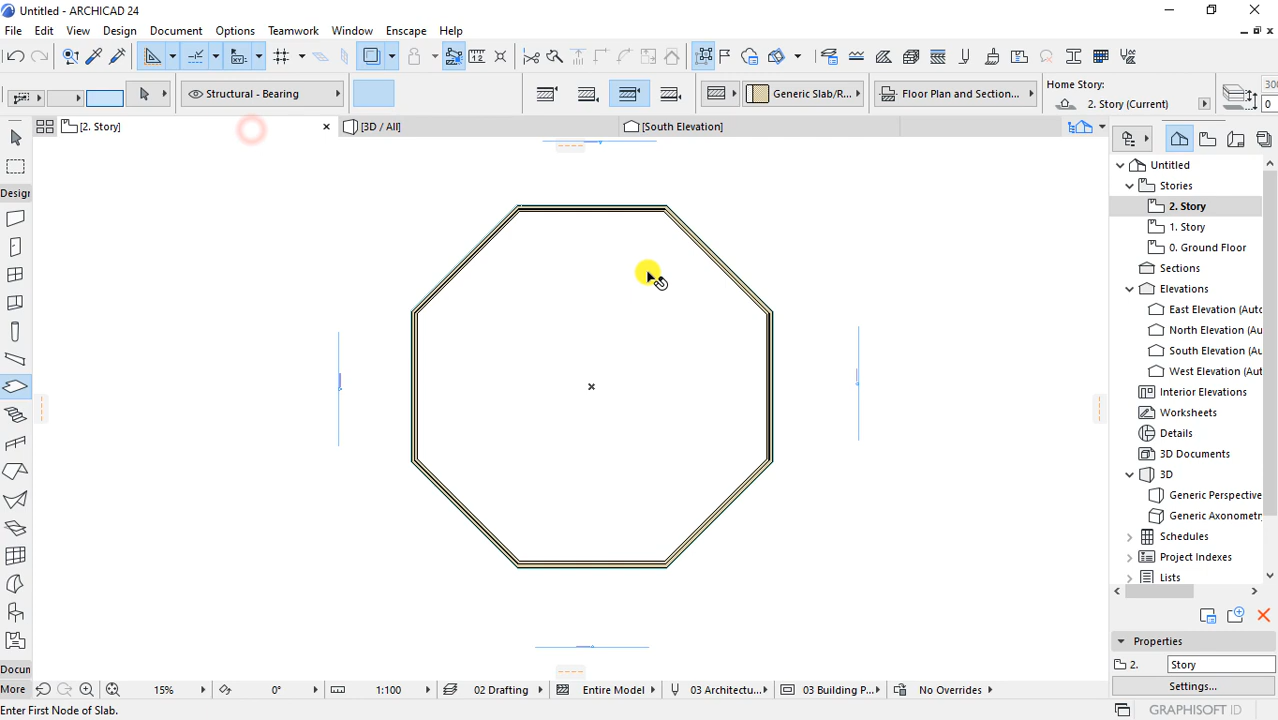 Untitled - ARCHICAD 24
File Edit View Design Document Options Teamwork Window Enscape Help
Structural - Bearing
Generic Slab/R...
Floor Plan and Section...
Home Story:
2. Story (Current)
300
0
[2. Story]
[3D / All]
[South Elevation]
Design
Docun
More
Untitled
Stories
2. Story
1. Story
0. Ground Floor
Sections
Elevations
East Elevation (Auto
North Elevation (Au
South Elevation (Au
West Elevation (Aut
Interior Elevations
Worksheets
Details
3D Documents
3D
Generic Perspective
Generic Axonometr
Schedules
Project Indexes
Lists
Properties
2.
Story
Settings...
15%
0°
1:100
02 Drafting
Entire Model
03 Architectu...
03 Building P...
No Overrides
Enter First Node of Slab.
GRAPHISOFT ID